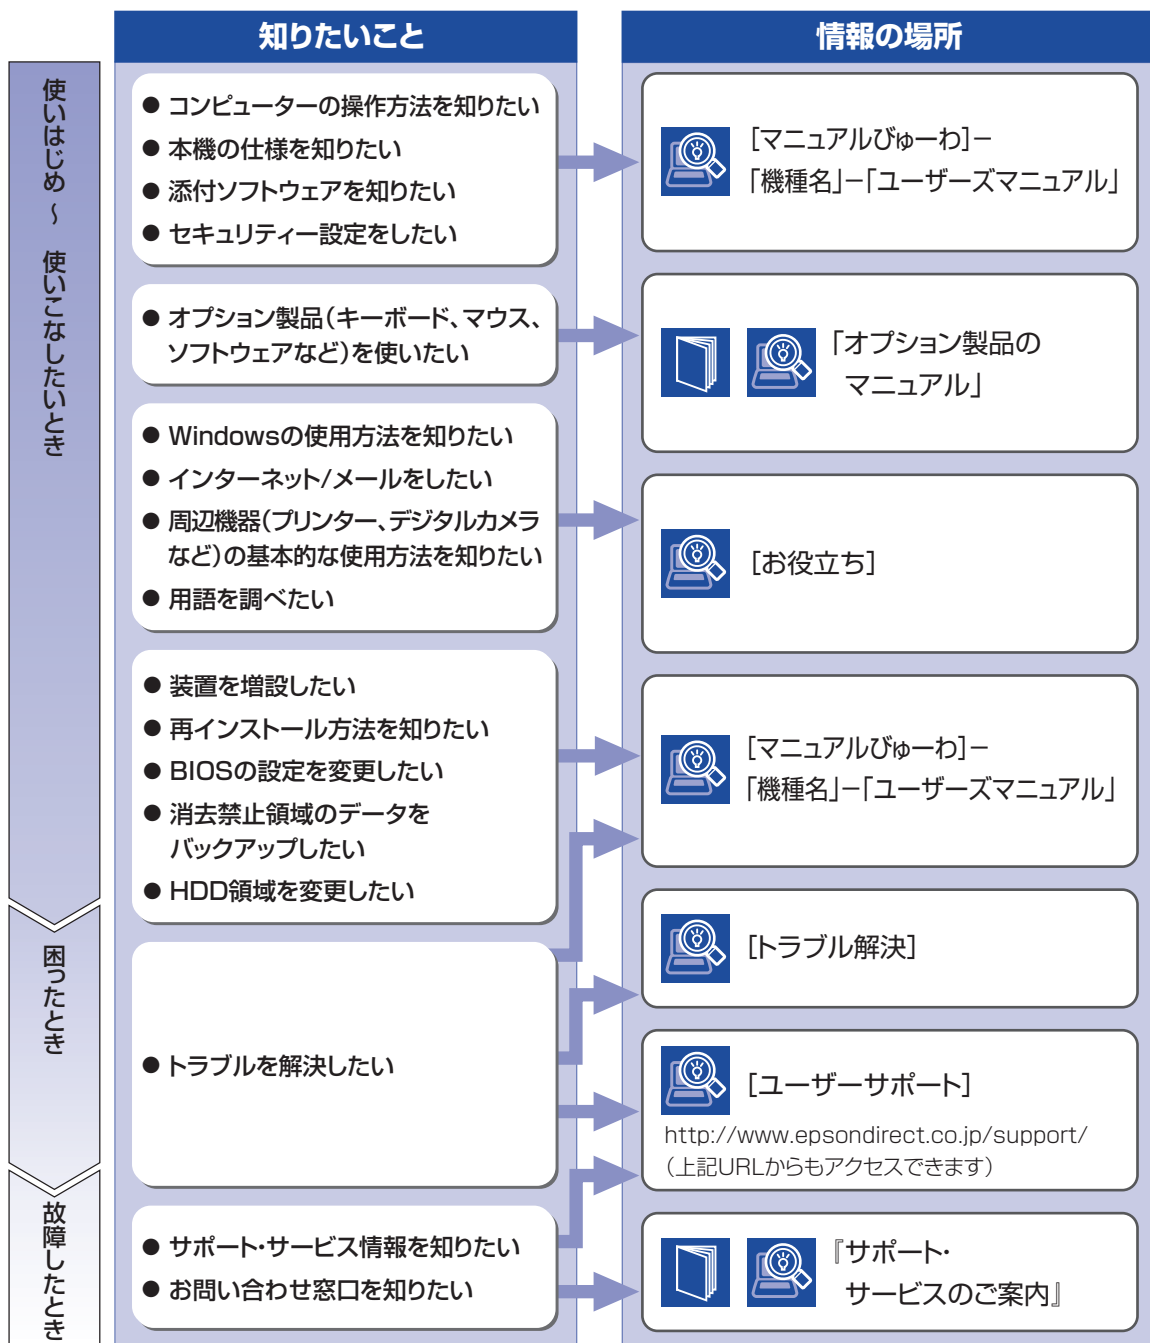 知りたいこと
情報の場所
使いはじめ ~ 使いこなしたいとき
● コンピューターの操作方法を知りたい
● 本機の仕様を知りたい
● 添付ソフトウェアを知りたい
● セキュリティー設定をしたい
[マニュアルびゅーわ]－
「機種名」－「ユーザーズマニュアル」
● オプション製品(キーボード、マウス、
ソフトウェアなど)を使いたい
「オプション製品の
マニュアル」
● Windowsの使用方法を知りたい
● インターネット/メールをしたい
● 周辺機器(プリンター、デジタルカメラ
など)の基本的な使用方法を知りたい
● 用語を調べたい
[お役立ち]
● 装置を増設したい
● 再インストール方法を知りたい
● BIOSの設定を変更したい
● 消去禁止領域のデータを
バックアップしたい
● HDD領域を変更したい
[マニュアルびゅーわ]－
「機種名」－「ユーザーズマニュアル」
困ったとき
● トラブルを解決したい
[トラブル解決]
[ユーザーサポート]
http://www.epsondirect.co.jp/support/
(上記URLからもアクセスできます)
故障したとき
● サポート・サービス情報を知りたい
● お問い合わせ窓口を知りたい
『サポート・
サービスのご案内』